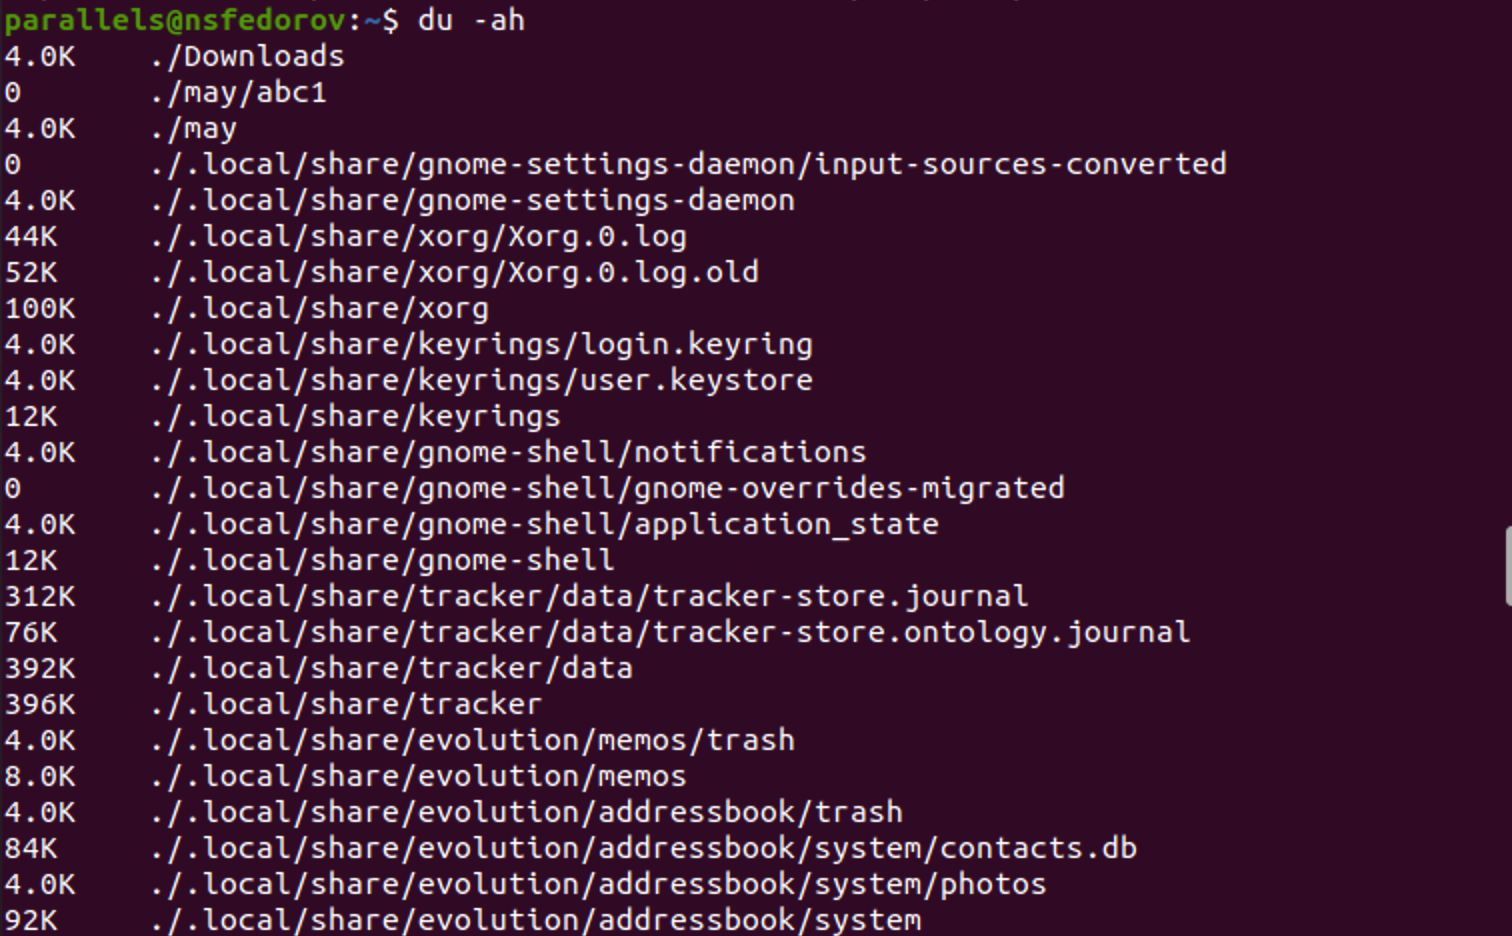 parallels@nsfedorov:~$ du -ah
4.0K ./Downloads
0 ./may/abc1
4.0K ./may
0 ./.local/share/gnome-settings-daemon/input-sources-converted
4.0K ./.local/share/gnome-settings-daemon
44K ./.local/share/xorg/Xorg.0.log
52K ./.local/share/xorg/Xorg.0.log.old
100K ./.local/share/xorg
4.0K ./.local/share/keyrings/login.keyring
4.0K ./.local/share/keyrings/user.keystore
12K ./.local/share/keyrings
4.0K ./.local/share/gnome-shell/notifications
0 ./.local/share/gnome-shell/gnome-overrides-migrated
4.0K ./.local/share/gnome-shell/application_state
12K ./.local/share/gnome-shell
312K ./.local/share/tracker/data/tracker-store.journal
76K ./.local/share/tracker/data/tracker-store.ontology.journal
392K ./.local/share/tracker/data
396K ./.local/share/tracker
4.0K ./.local/share/evolution/memos/trash
8.0K ./.local/share/evolution/memos
4.0K ./.local/share/evolution/addressbook/trash
84K ./.local/share/evolution/addressbook/system/contacts.db
4.0K ./.local/share/evolution/addressbook/system/photos
92K ./.local/share/evolution/addressbook/system